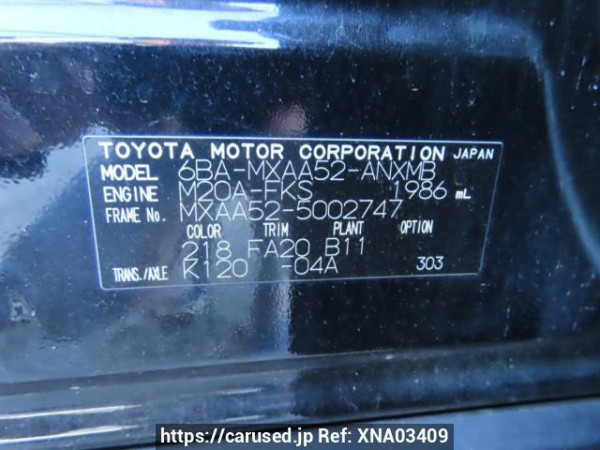 TOYOTA MOTOR CORPORATION JAPAN
MODEL 6BA-MXAA52-ANXMB
ENGINE M20A-FKS 1986 mL
FRAME No. MXAA52-5002747
COLOR TRIM PLANT OPTION
218 FA20 B11
TRANS./AXLE K120 -04A 303
https://carused.jp Ref: XNA03409